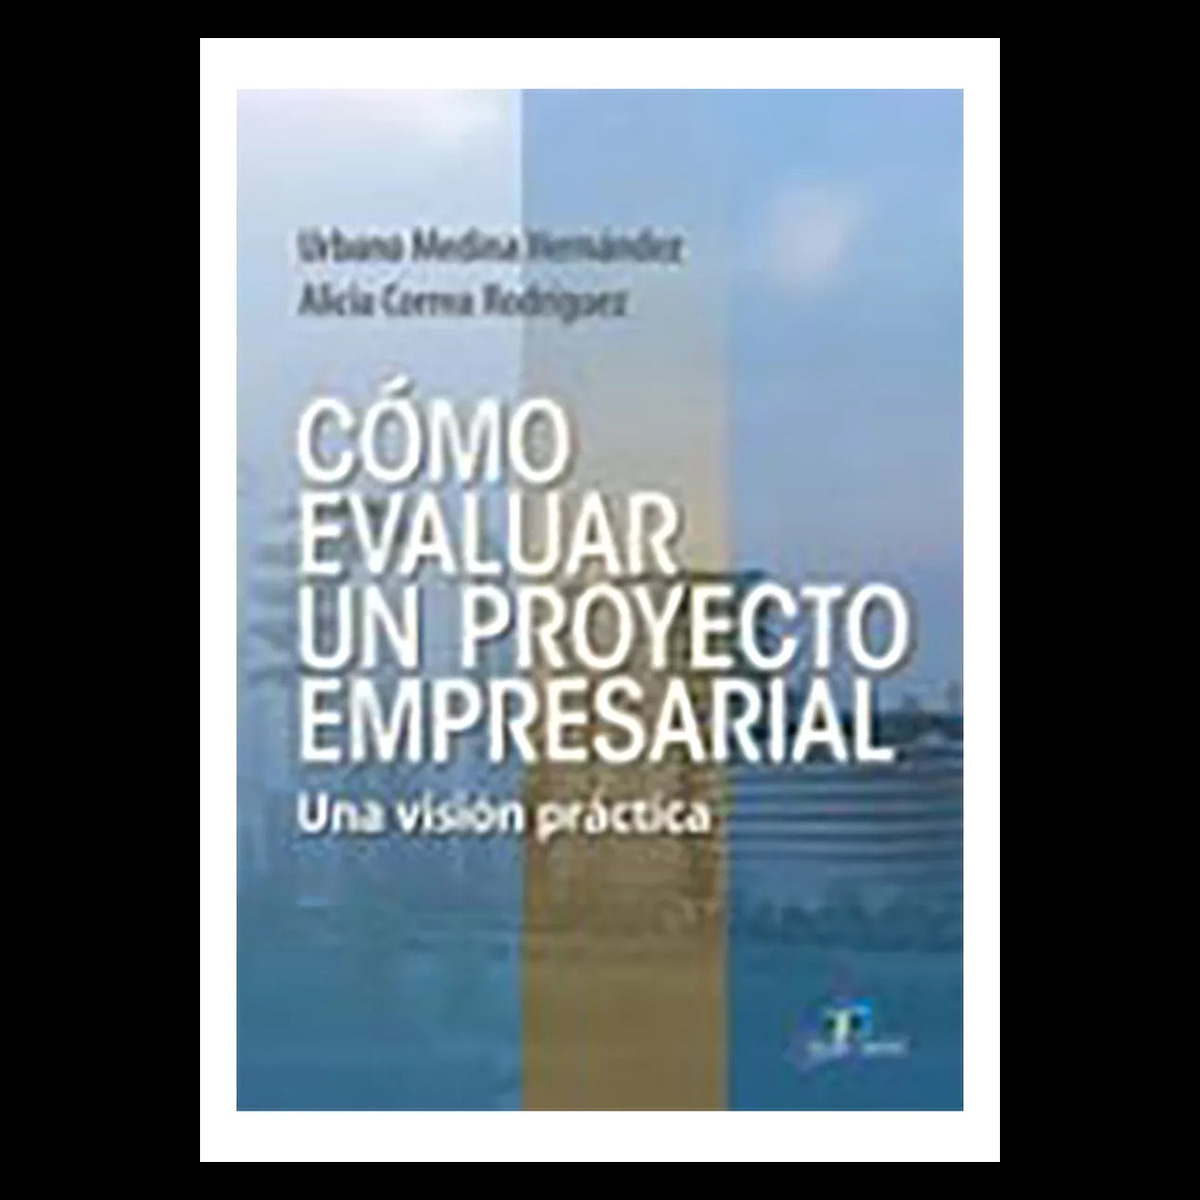 Urbano Medina Hernández
Alicia Correa Rodríguez
CÓMO
EVALUAR
UN PROYECTO
EMPRESARIAL
Una visión práctica